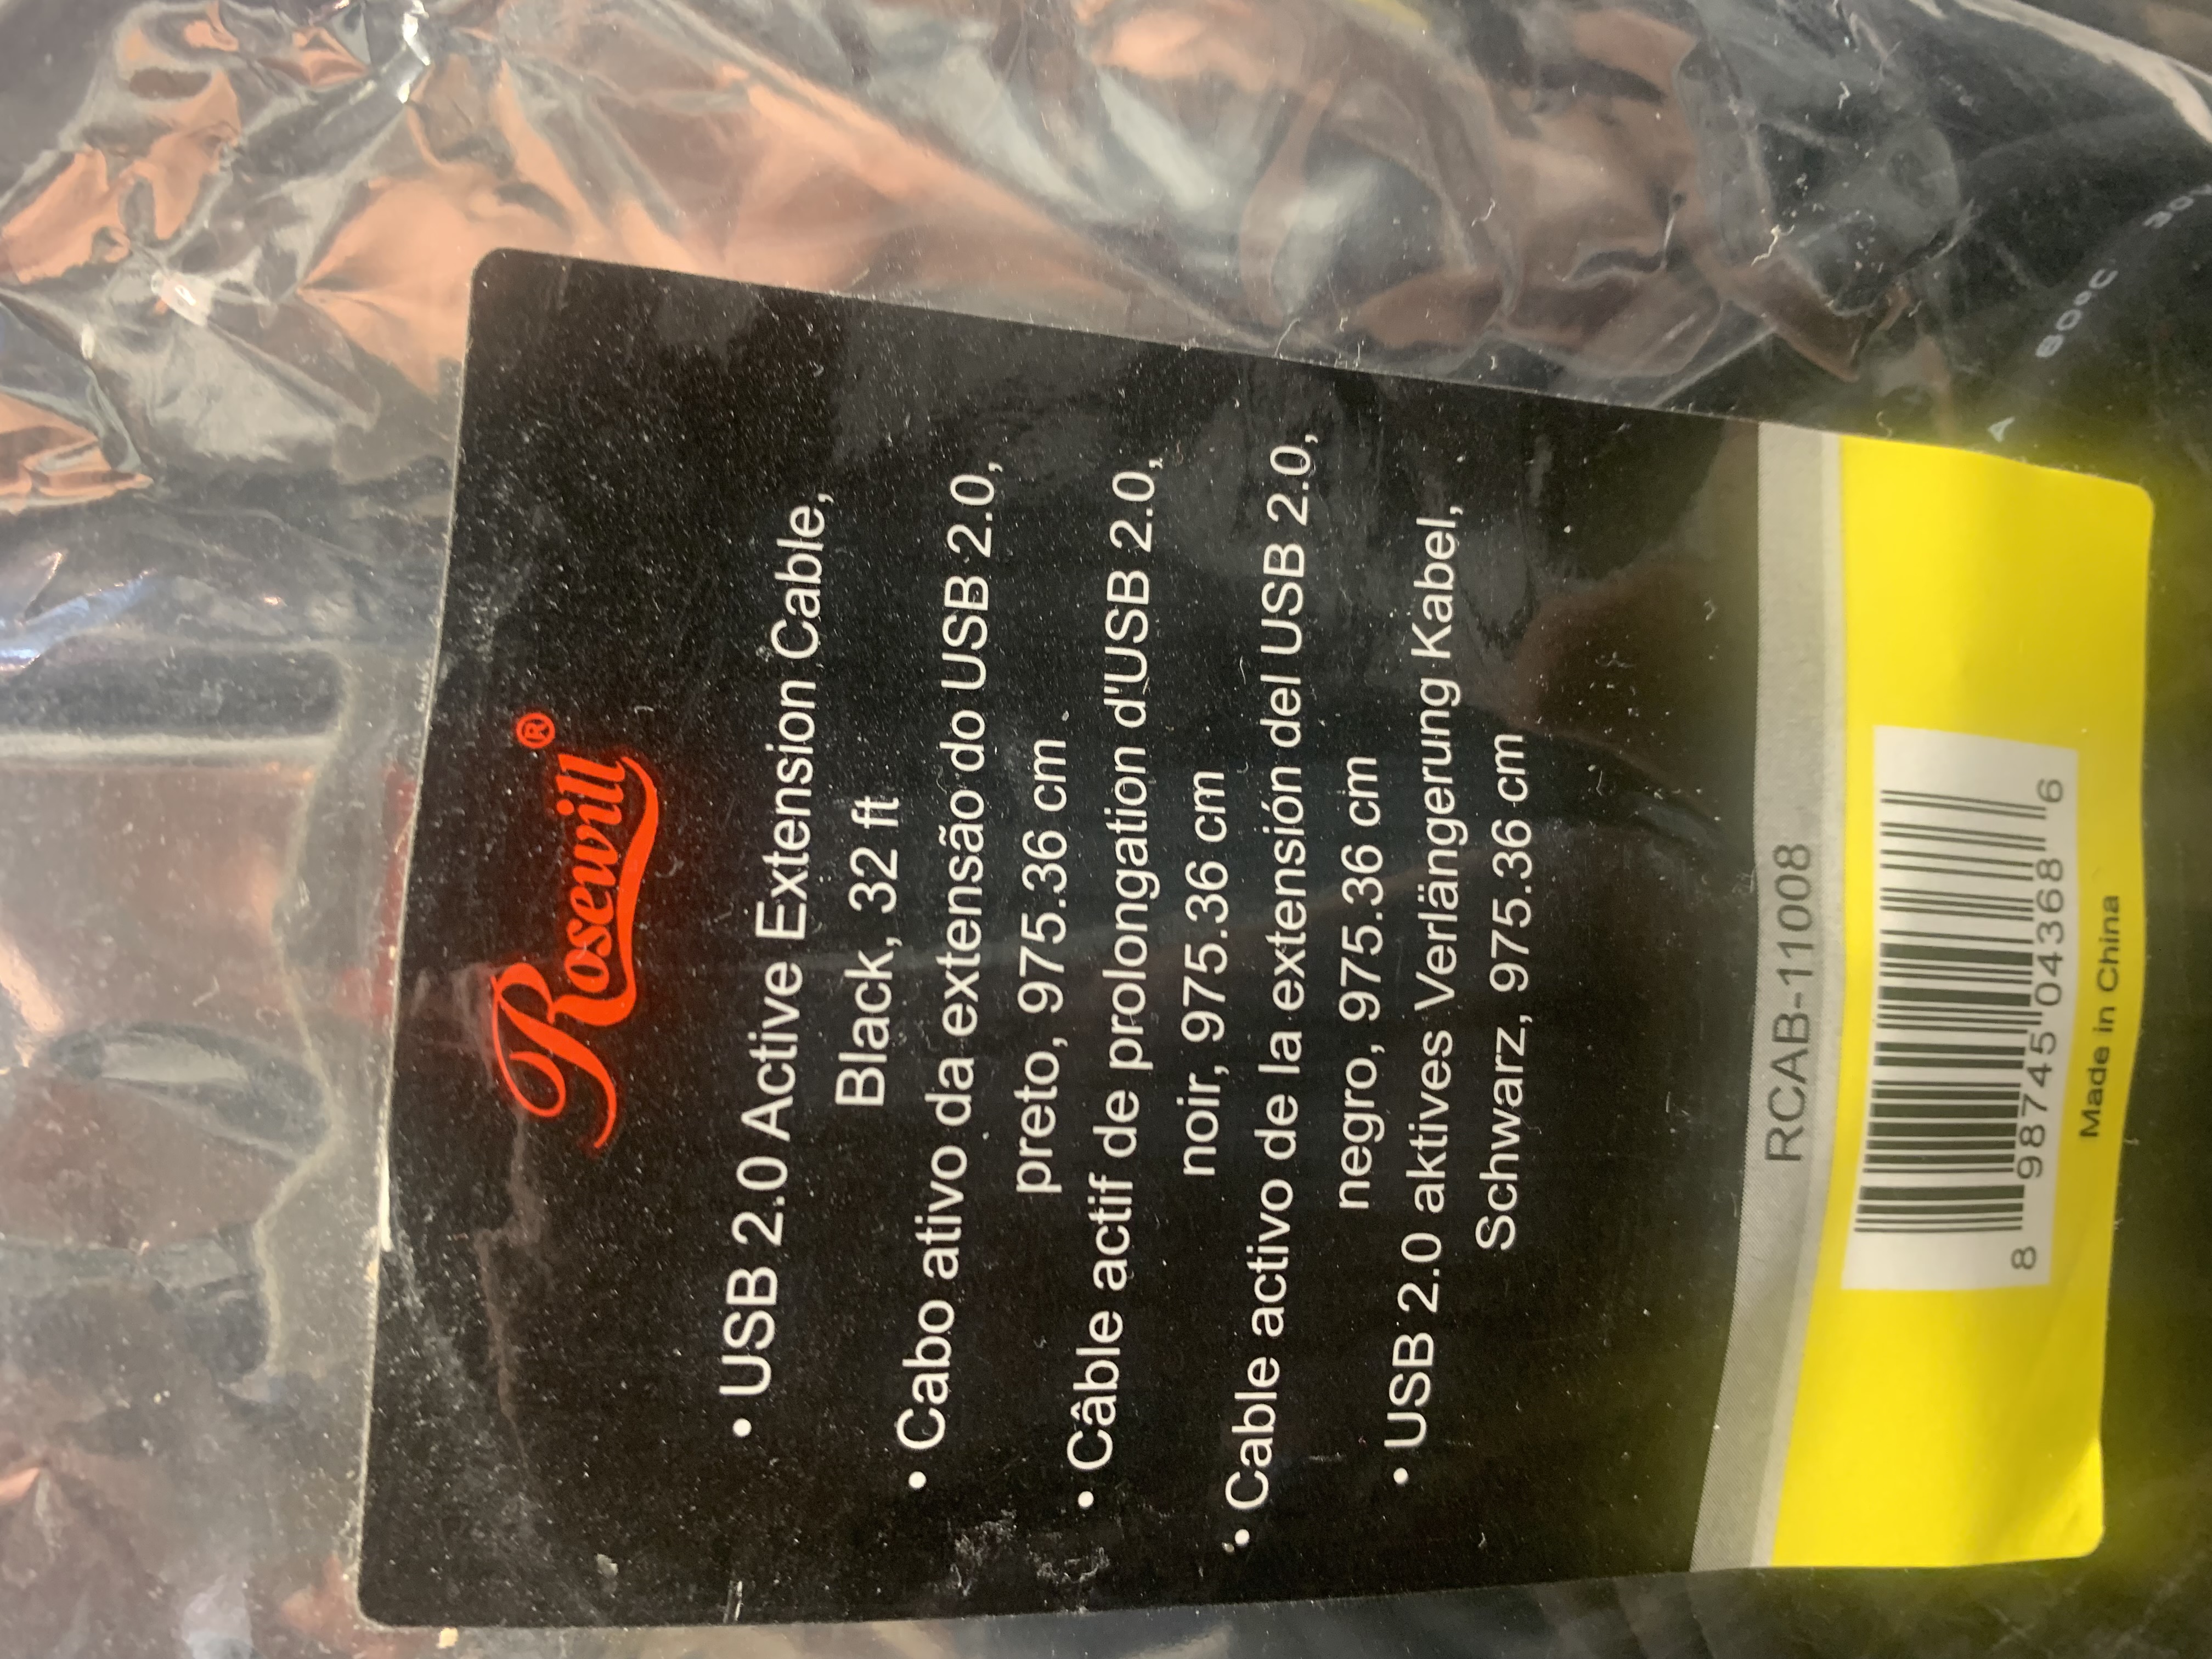 Rosewill®
• USB 2.0 Active Extension Cable,
Black, 32 ft
• Cabo ativo da extensão do USB 2.0,
preto, 975.36 cm
• Câble actif de prolongation d'USB 2.0,
noir, 975.36 cm
• Cable activo de la extensión del USB 2.0,
negro, 975.36 cm
• USB 2.0 aktives Verlängerung Kabel,
Schwarz, 975.36 cm
RCAB-11008
8 98745 04368 6
Made in China
80°C